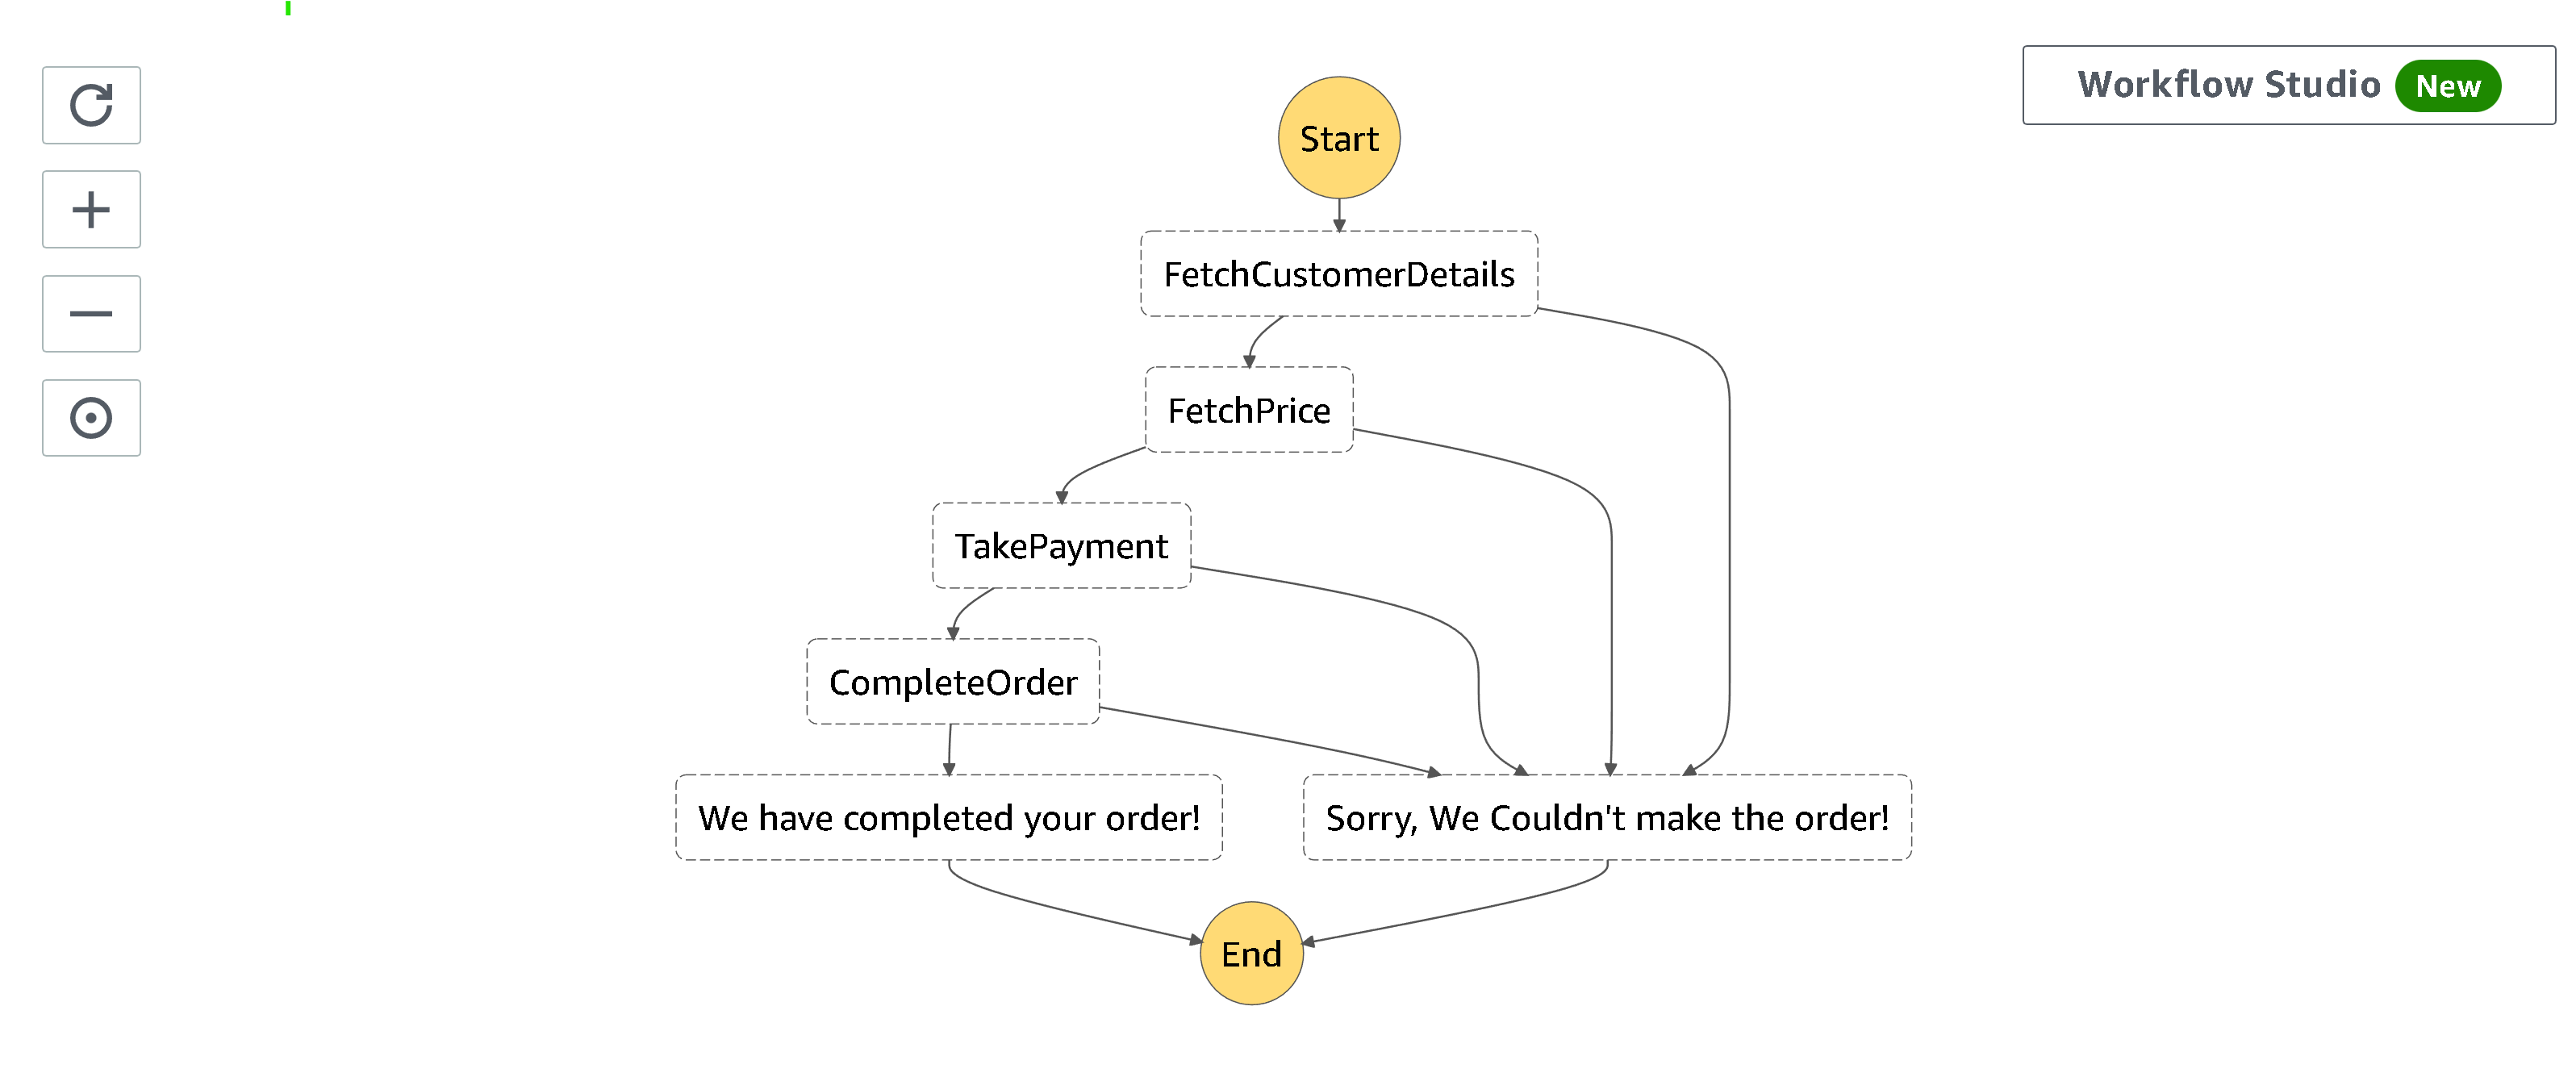 Workflow Studio New
Start
FetchCustomerDetails
FetchPrice
TakePayment
CompleteOrder
We have completed your order!
Sorry, We Couldn't make the order!
End